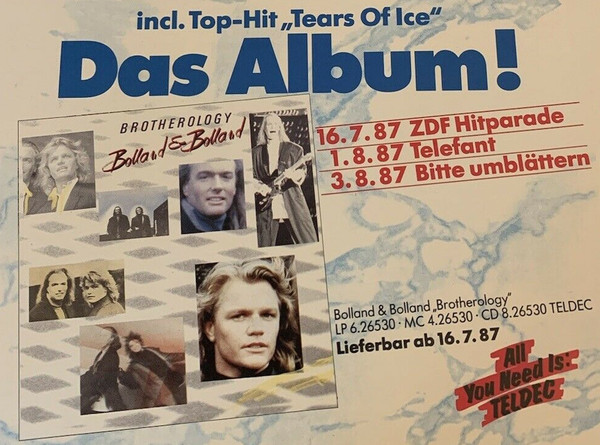 incl. Top-Hit „Tears Of Ice“
Das Album!
BROTHEROLOGY
Bolland & Bolland
16.7.87 ZDF Hitparade
1.8.87 Telefant
3.8.87 Bitte umblättern
Bolland & Bolland „Brotherology“
LP 6.26530 · MC 4.26530 · CD 8.26530 TELDEC
Lieferbar ab 16.7.87
All
You Need Is:
TELDEC